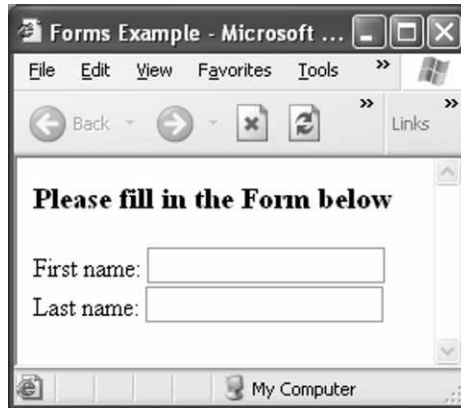 Forms Example - Microsoft ...
File Edit View Favorites Tools »
Back » Links »
Please fill in the Form below
First name:
Last name:
My Computer